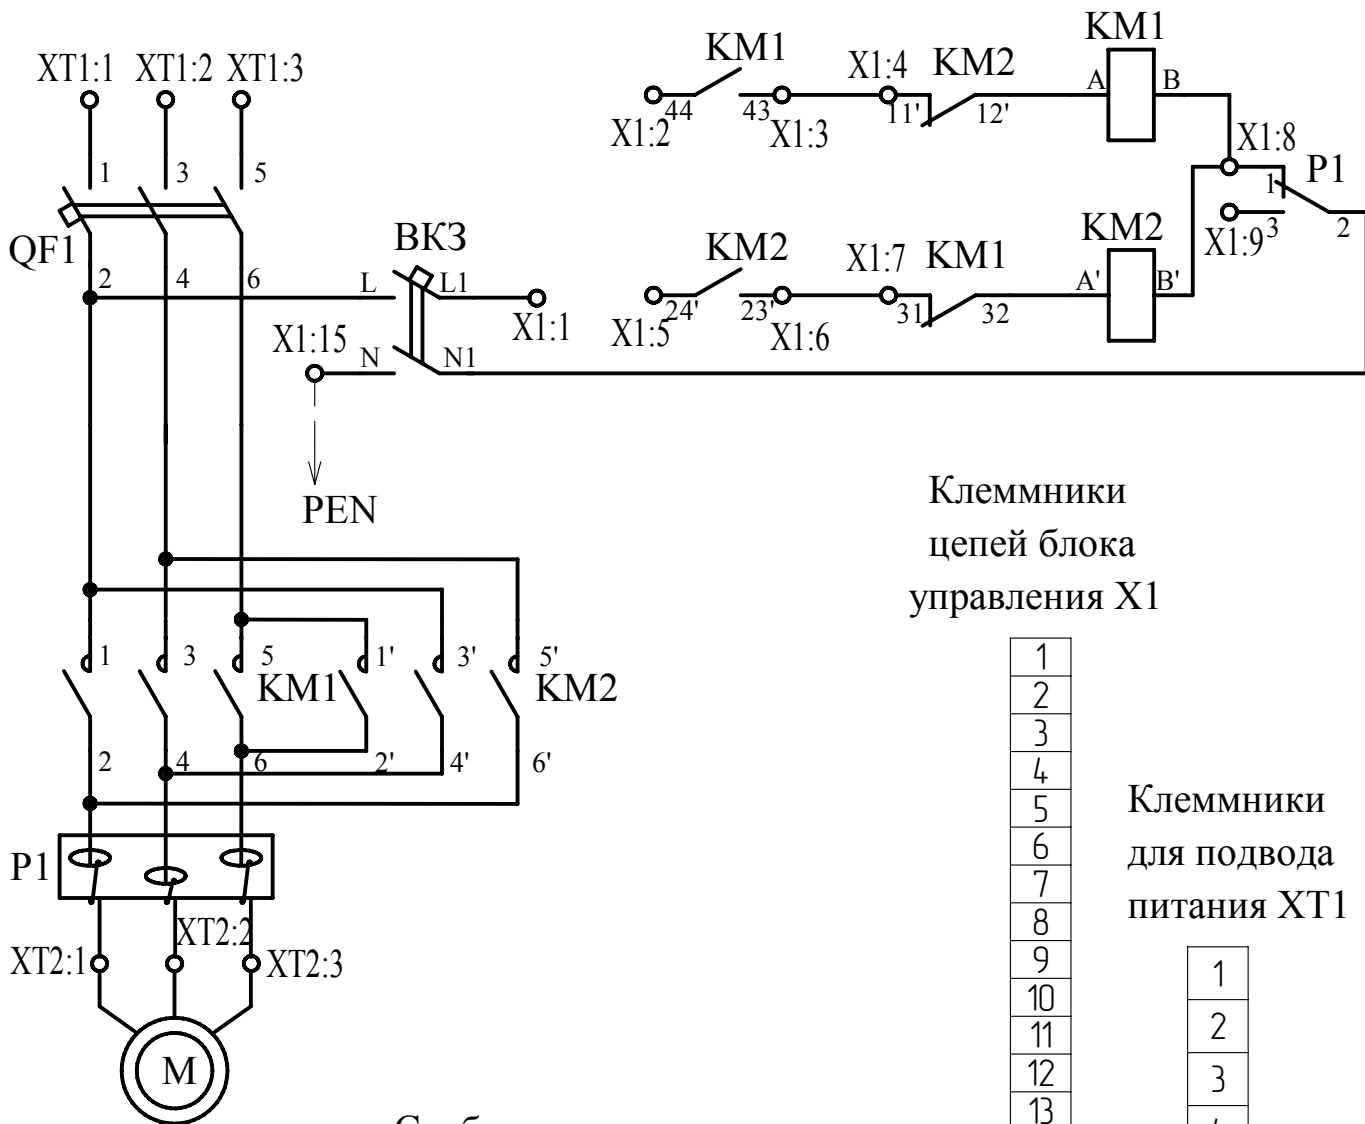 XT1:1 XT1:2 XT1:3
1 3 5
QF1
2 4 6
ВКЗ
L L1
X1:1
X1:15
N N1
PEN
KM1
44 43
X1:2 X1:3
X1:4 KM2
11' 12'
KM1
A B
X1:8
P1
1
3 2
X1:9
KM2
24' 23'
X1:5 X1:6
X1:7 KM1
31 32
KM2
A' B'
1 3 5 KM1 1' 3' 5' KM2
2 4 6 2' 4' 6'
P1
XT2:1 XT2:2 XT2:3
M
Клеммники
цепей блока
управления X1
1
2
3
4
5
6
7
8
9
10
11
12
13
Клеммники
для подвода
питания XT1
1
2
3